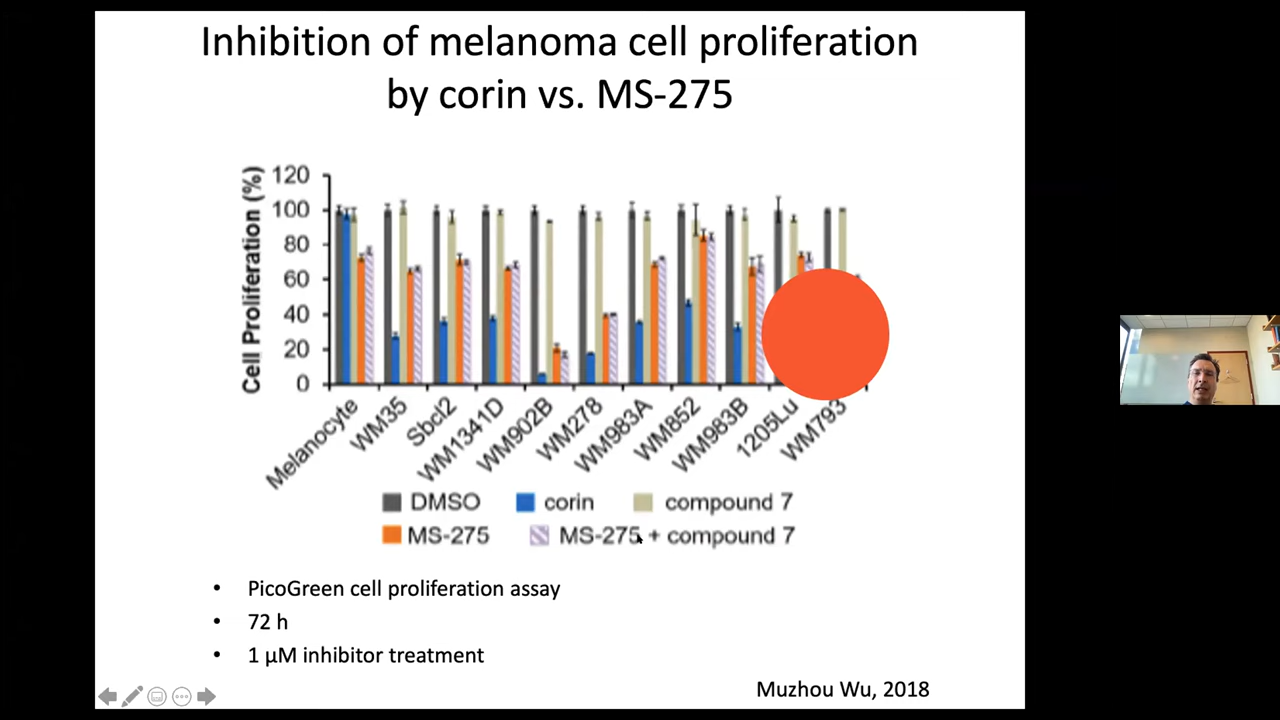 Inhibition of melanoma cell proliferation
by corin vs. MS-275
Cell Proliferation (%)
120
100
80
60
40
20
0
Melanocyte
WM35
Sbcl2
WM1341D
WM902B
WM278
WM983A
WM852
WM983B
1205Lu
WM793
DMSO corin compound 7
MS-275 MS-275 + compound 7
• PicoGreen cell proliferation assay
• 72 h
• 1 μM inhibitor treatment
Muzhou Wu, 2018